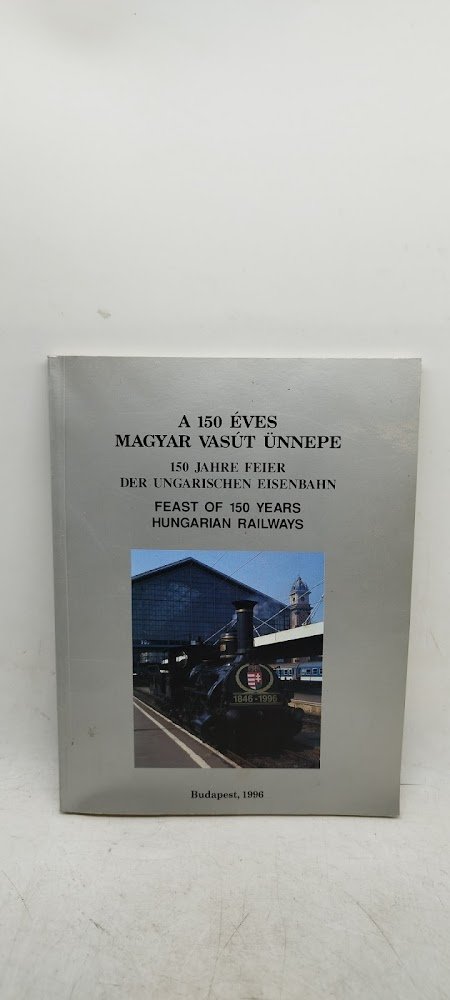 A 150 ÉVES
MAGYAR VASÚT ÜNNEPE
150 JAHRE FEIER
DER UNGARISCHEN EISENBAHN
FEAST OF 150 YEARS
HUNGARIAN RAILWAYS
1846-1996
Budapest, 1996